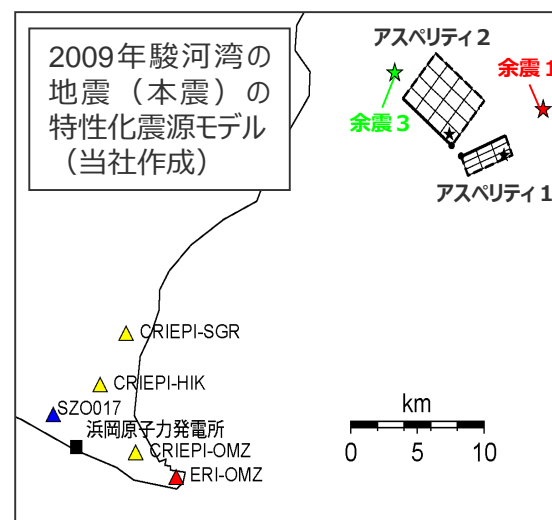 2009年駿河湾の
地震（本震）の
特性化震源モデル
（当社作成）
アスペリティ2
余震1
余震3
アスペリティ1
CRIEPI-SGR
CRIEPI-HIK
SZO017
浜岡原子力発電所
CRIEPI-OMZ
ERI-OMZ
km
0 5 10